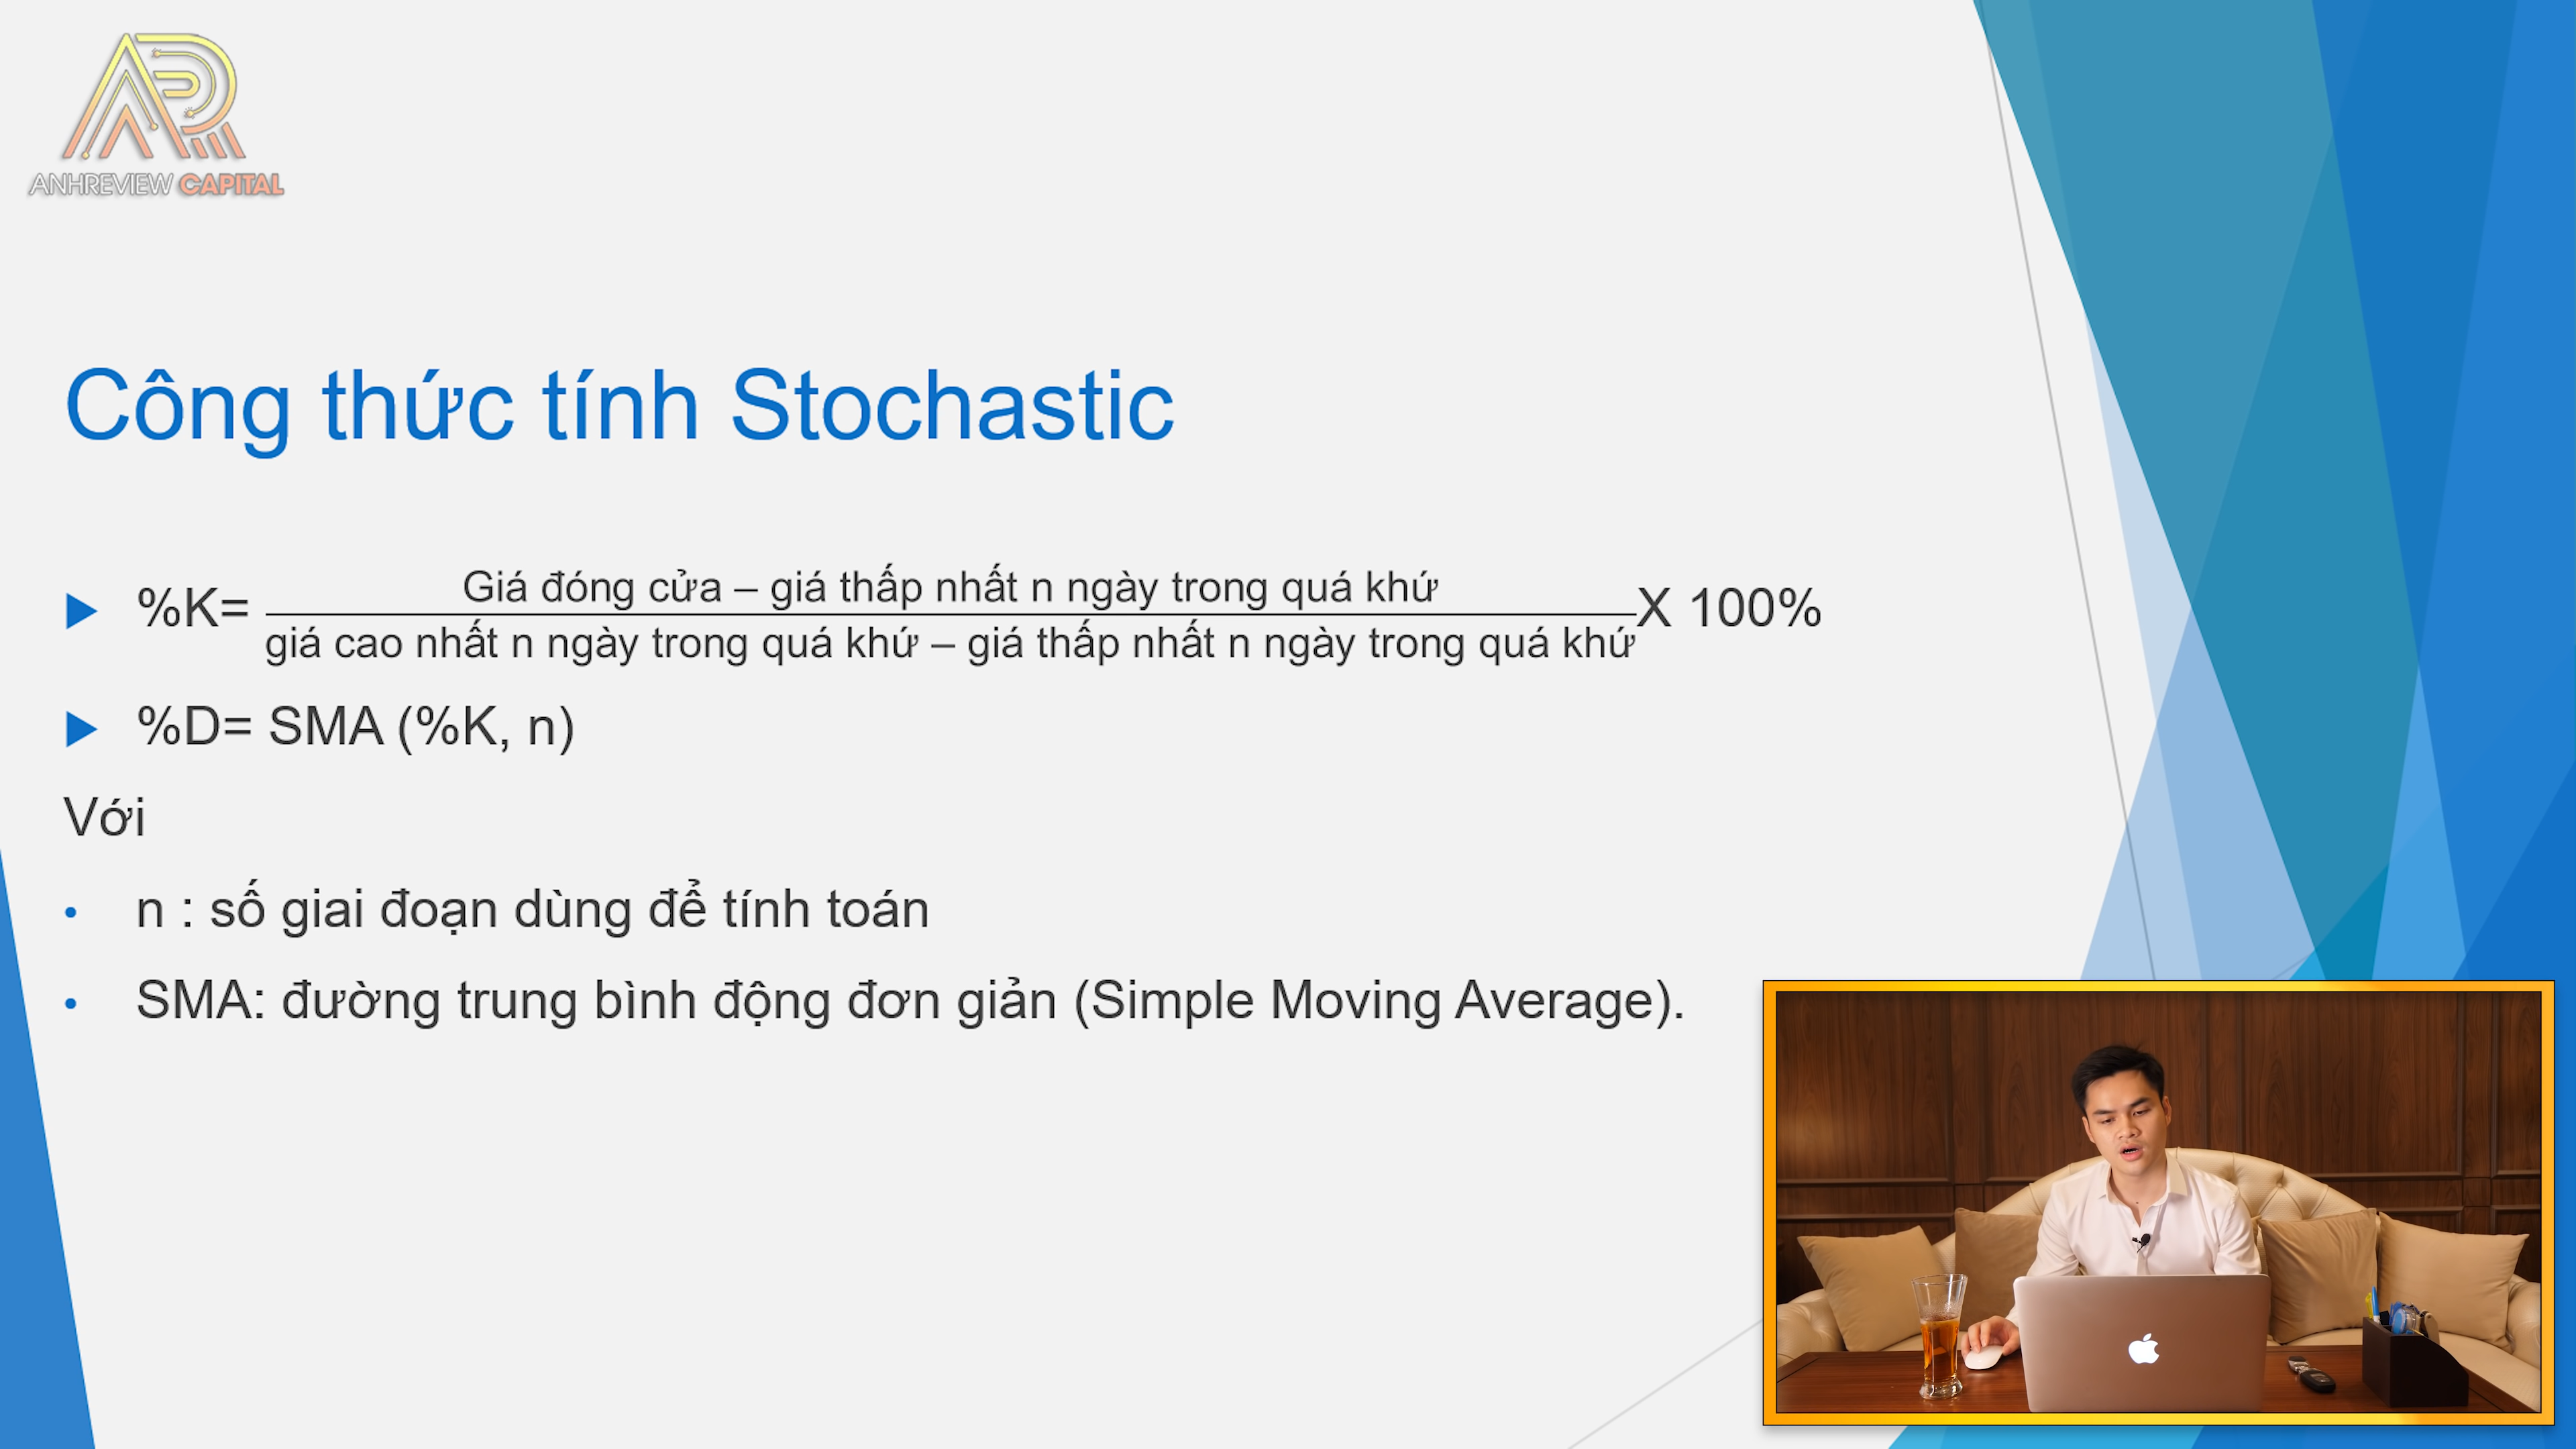 ANHREVIEW CAPITAL
Công thức tính Stochastic
%K= Giá đóng cửa – giá thấp nhất n ngày trong quá khứ
giá cao nhất n ngày trong quá khứ – giá thấp nhất n ngày trong quá khứ X 100%
%D= SMA (%K, n)
Với
n : số giai đoạn dùng để tính toán
SMA: đường trung bình động đơn giản (Simple Moving Average).